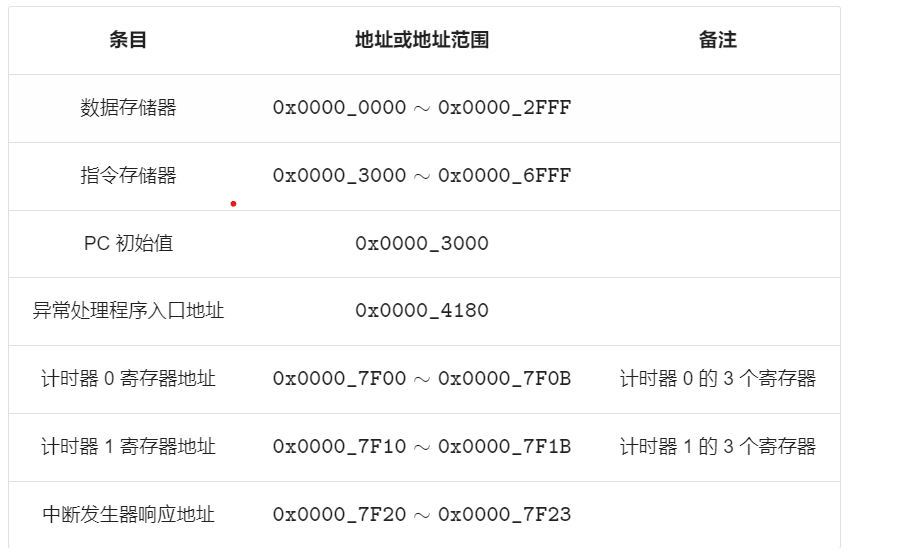 条目 地址或地址范围 备注
数据存储器 0x0000_0000 ∼ 0x0000_2FFF
指令存储器 0x0000_3000 ∼ 0x0000_6FFF
PC 初始值 0x0000_3000
异常处理程序入口地址 0x0000_4180
计时器 0 寄存器地址 0x0000_7F00 ∼ 0x0000_7F0B 计时器 0 的 3 个寄存器
计时器 1 寄存器地址 0x0000_7F10 ∼ 0x0000_7F1B 计时器 1 的 3 个寄存器
中断发生器响应地址 0x0000_7F20 ∼ 0x0000_7F23